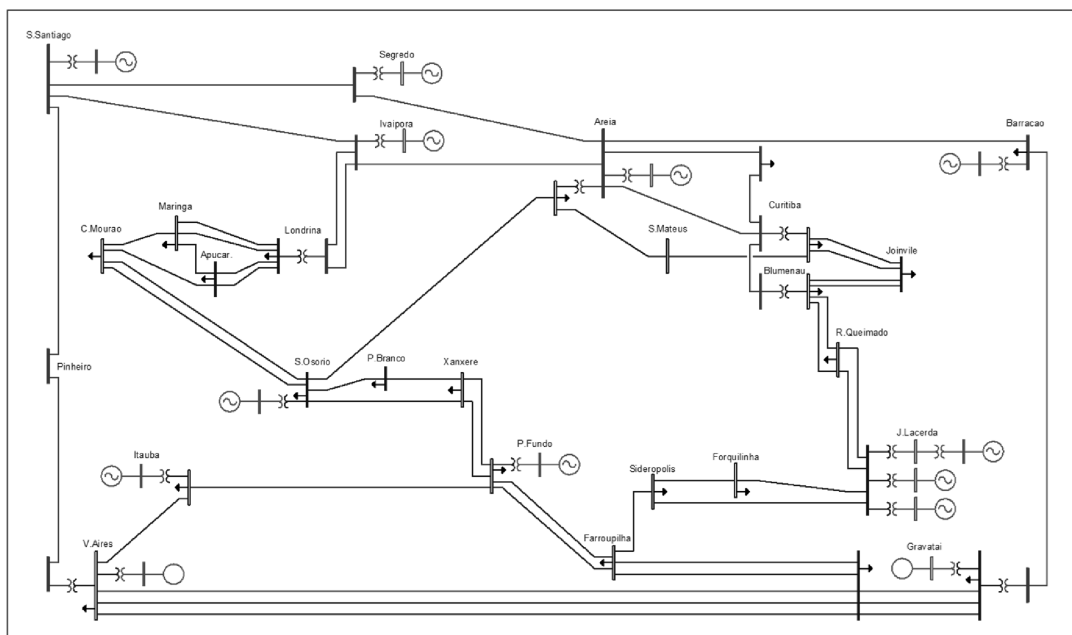 S.Santiago
Segredo
Ivaipora
Areia
Barracao
Maringa
C.Mourao
Londrina
Curitiba
S.Mateus
Apucar.
Joinvile
Blumenau
R.Queimado
Pinheiro
S.Osorio
P.Branco
Xanxere
J.Lacerda
Itauba
P.Fundo
Forquilinha
Sideropolis
V.Aires
Farroupilha
Gravatai